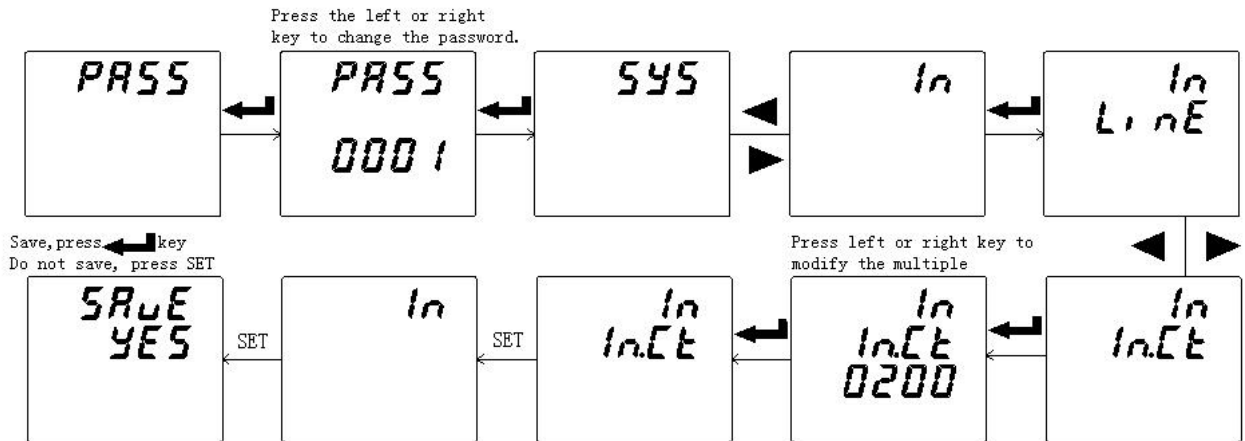 Press the left or right
key to change the password.
PASS
PASS
0001
SYS
In
In
LinE
Save,press key
Do not save, press SET
Press left or right key to
modify the multiple
SAvE
YES
SET
In
SET
In
In.Ct
In
In.Ct
0200
In
In.Ct